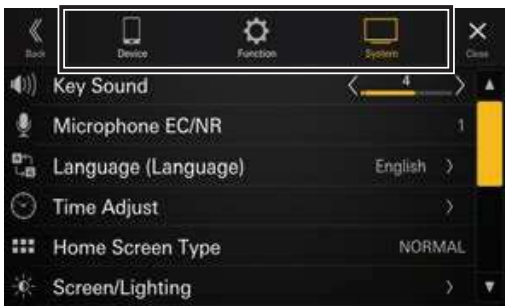 Back
Device
Function
System
Close
Key Sound 4
Microphone EC/NR 1
Language (Language) English
Time Adjust
Home Screen Type NORMAL
Screen/Lighting